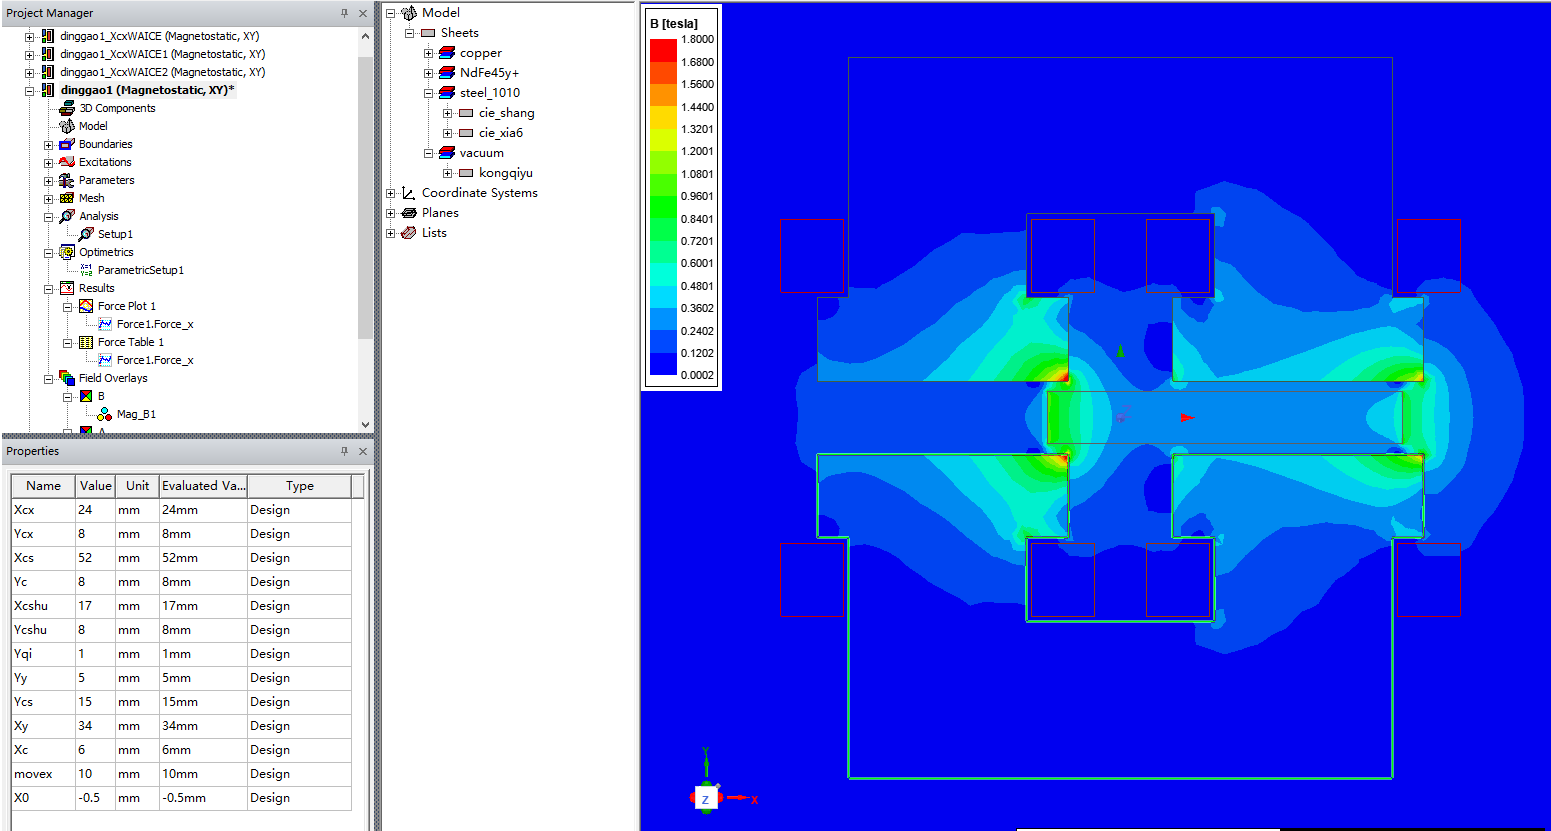 Project Manager
dinggao1_XcxWAICE (Magnetostatic, XY)
dinggao1_XcxWAICE1 (Magnetostatic, XY)
dinggao1_XcxWAICE2 (Magnetostatic, XY)
dinggao1 (Magnetostatic, XY)*
3D Components
Model
Boundaries
Excitations
Parameters
Mesh
Analysis
Setup1
Optimetrics
ParametricSetup1
Results
Force Plot 1
Force1.Force_x
Force Table 1
Force1.Force_x
Field Overlays
B
Mag_B1
Properties
Name Value Unit Evaluated Va... Type
Xcx 24 mm 24mm Design
Ycx 8 mm 8mm Design
Xcs 52 mm 52mm Design
Yc 8 mm 8mm Design
Xcshu 17 mm 17mm Design
Ycshu 8 mm 8mm Design
Yqi 1 mm 1mm Design
Yy 5 mm 5mm Design
Ycs 15 mm 15mm Design
Xy 34 mm 34mm Design
Xc 6 mm 6mm Design
movex 10 mm 10mm Design
X0 -0.5 mm -0.5mm Design
Model
Sheets
copper
NdFe45y+
steel_1010
cie_shang
cie_xia6
vacuum
kongqiyu
Coordinate Systems
Planes
Lists
B [tesla]
1.8000
1.6800
1.5600
1.4400
1.3201
1.2001
1.0801
0.9601
0.8401
0.7201
0.6001
0.4801
0.3602
0.2402
0.1202
0.0002
Y
Z
X